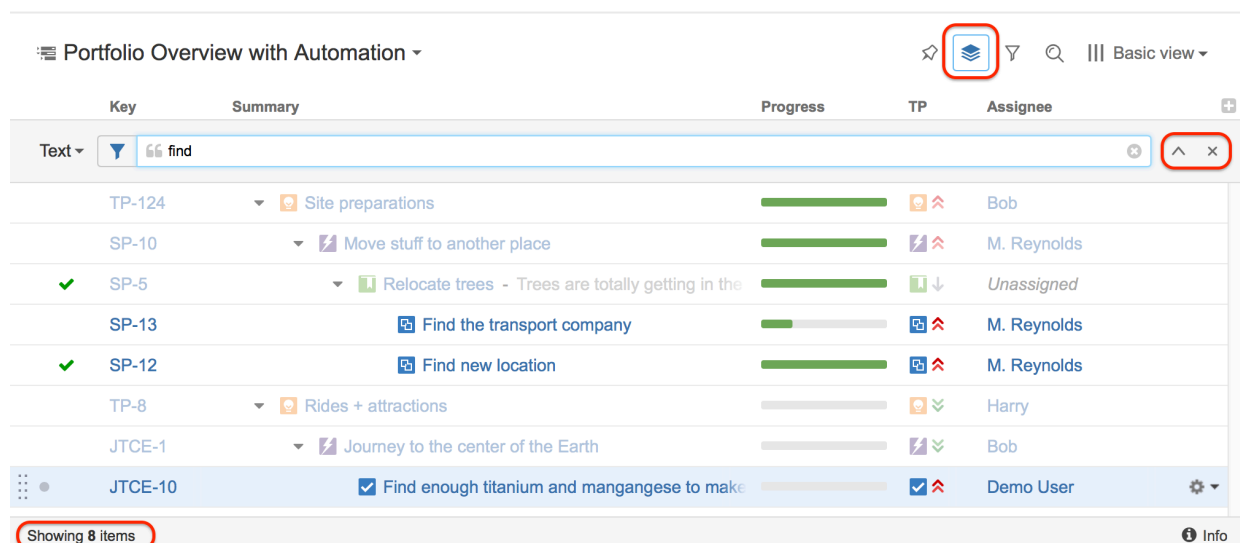 Portfolio Overview with Automation Basic view
Key Summary Progress TP Assignee
Text find
TP-124 Site preparations Bob
SP-10 Move stuff to another place M. Reynolds
SP-5 Relocate trees - Trees are totally getting in the Unassigned
SP-13 Find the transport company M. Reynolds
SP-12 Find new location M. Reynolds
TP-8 Rides + attractions Harry
JTCE-1 Journey to the center of the Earth Bob
JTCE-10 Find enough titanium and mangangese to make Demo User
Showing 8 items Info